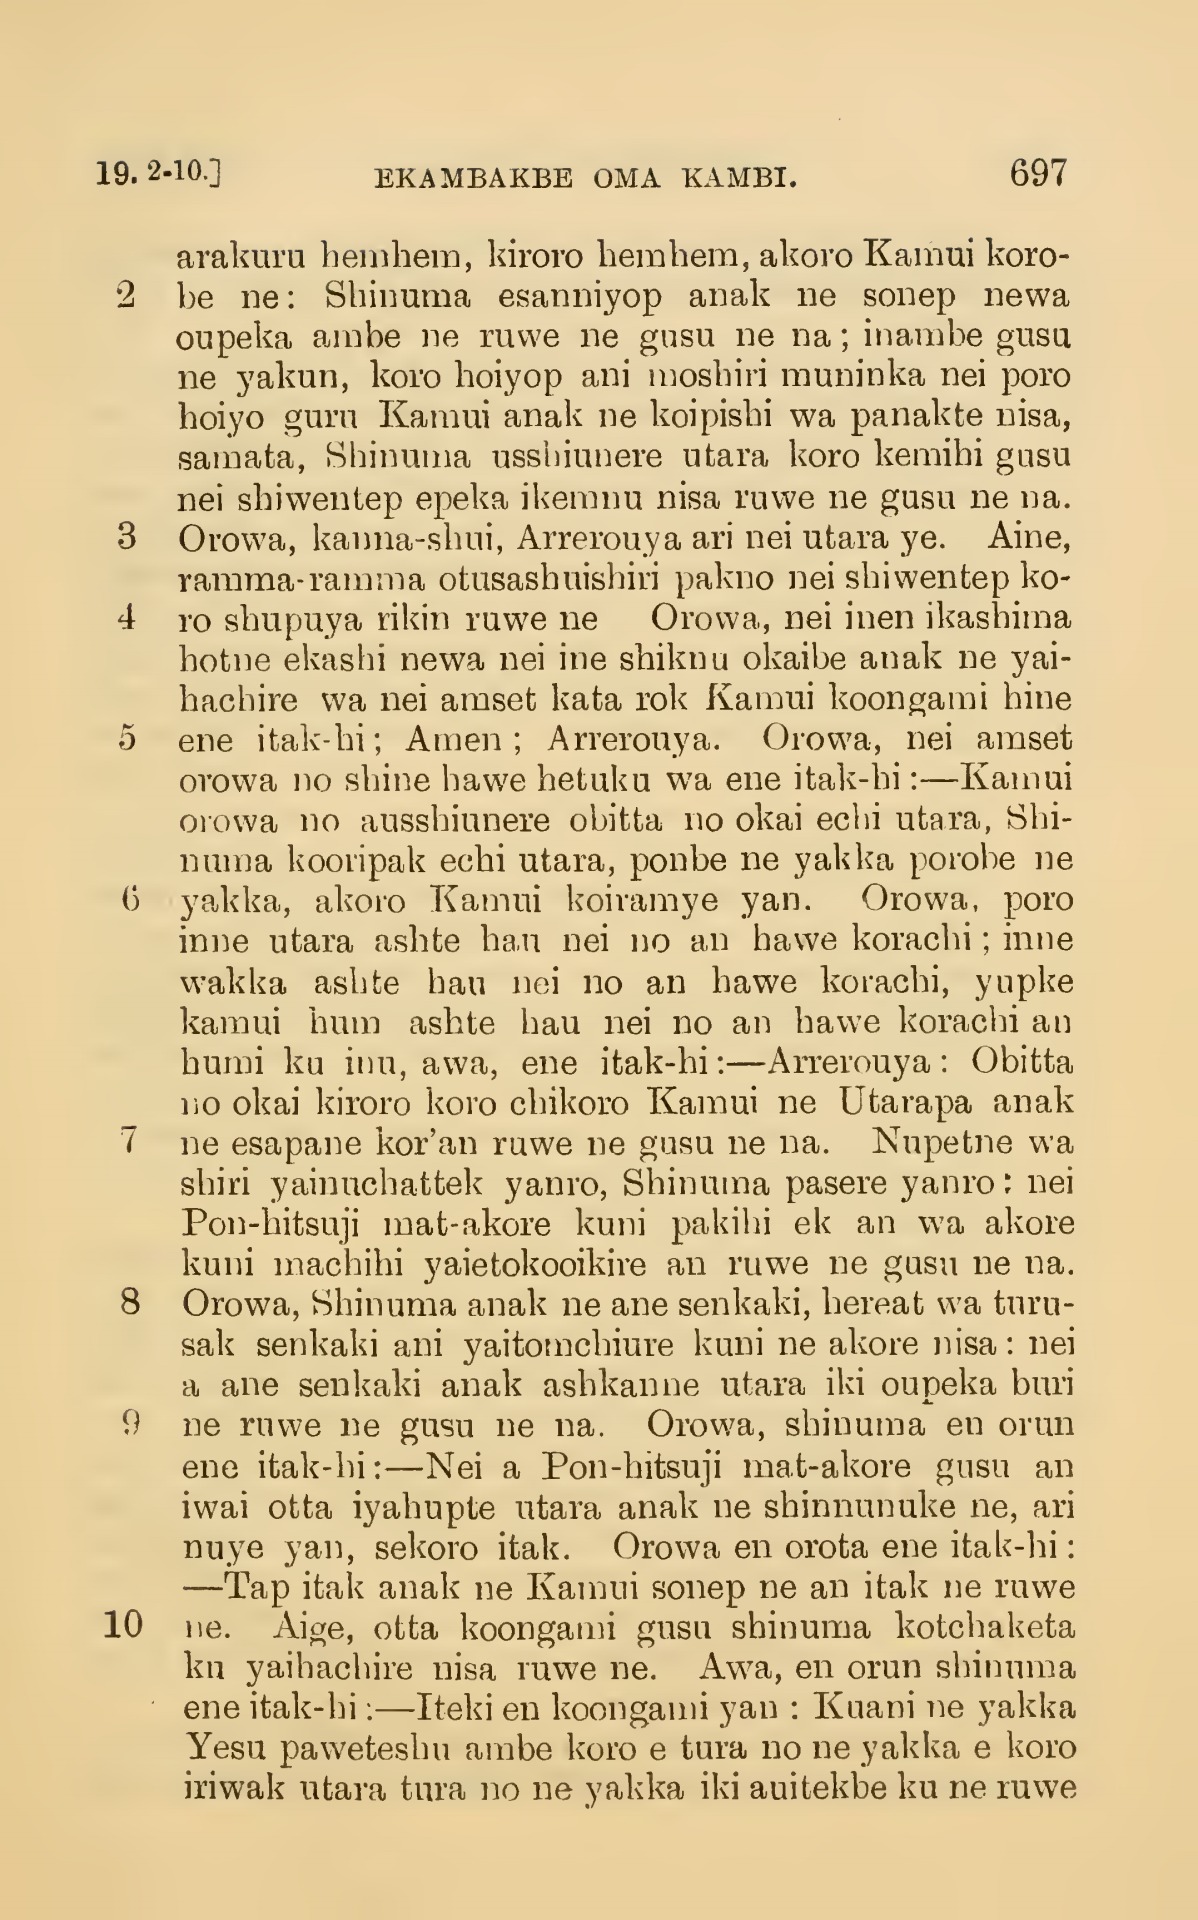 19. 2-10.] EKAMBAKBE OMA KAMBI. 697
arakuru hemhem, kiroro hemhem, akoro Kamui koro-
2 be ne: Shinuma esanniyop anak ne sonep newa
oupeka ambe ne ruwe ne gusu ne na; inambe gusu
ne yakun, koro hoiyop ani moshiri muninka nei poro
hoiyo guru Kamui anak ne koipishi wa panakte nisa,
samata, Shinuma usshiunere utara koro kemihi gusu
nei shiwentep epeka ikemnu nisa ruwe ne gusu ne na.
3 Orowa, kanna-shui, Arrerouya ari nei utara ye. Aine,
ramma-ramma otusashuishiri pakno nei shiwentep ko-
4 ro shupuya rikin ruwe ne Orowa, nei inen ikashima
hotne ekashi newa nei ine shiknu okaibe anak ne yai-
hachire wa nei amset kata rok Kamui koongami hine
5 ene itak-hi; Amen; Arrerouya. Orowa, nei amset
orowa no shine hawe hetuku wa ene itak-hi:—Kamui
orowa no ausshiunere obitta no okai echi utara, Shi-
numa kooripak echi utara, ponbe ne yakka porobe ne
6 yakka, akoro Kamui koiramye yan. Orowa, poro
inne utara ashte hau nei no an hawe korachi; inne
wakka ashte hau nei no an hawe korachi, yupke
kamui hum ashte hau nei no an hawe korachi an
humi ku inu, awa, ene itak-hi:—Arrerouya: Obitta
no okai kiroro koro chikoro Kamui ne Utarapa anak
7 ne esapane kor'an ruwe ne gusu ne na. Nupetne wa
shiri yainuchattek yanro, Shinuma pasere yanro: nei
Pon-hitsuji mat-akore kuni pakihi ek an wa akore
kuni machihi yaietokooikire an ruwe ne gusu ne na.
8 Orowa, Shinuma anak ne ane senkaki, hereat wa turu-
sak senkaki ani yaitomchiure kuni ne akore nisa: nei
a ane senkaki anak ashkanne utara iki oupeka buri
9 ne ruwe ne gusu ne na. Orowa, shinuma en orun
ene itak-hi:—Nei a Pon-hitsuji mat-akore gusu an
iwai otta iyahupte utara anak ne shinnunuke ne, ari
nuye yan, sekoro itak. Orowa en orota ene itak-hi:
—Tap itak anak ne Kamui sonep ne an itak ne ruwe
10 ne. Aige, otta koongami gusu shinuma kotchaketa
ku yaihachire nisa ruwe ne. Awa, en orun shinuma
ene itak-hi:—Iteki en koongami yan: Kuani ne yakka
Yesu paweteshu ambe koro e tura no ne yakka e koro
iriwak utara tura no ne yakka iki auitekbe ku ne ruwe